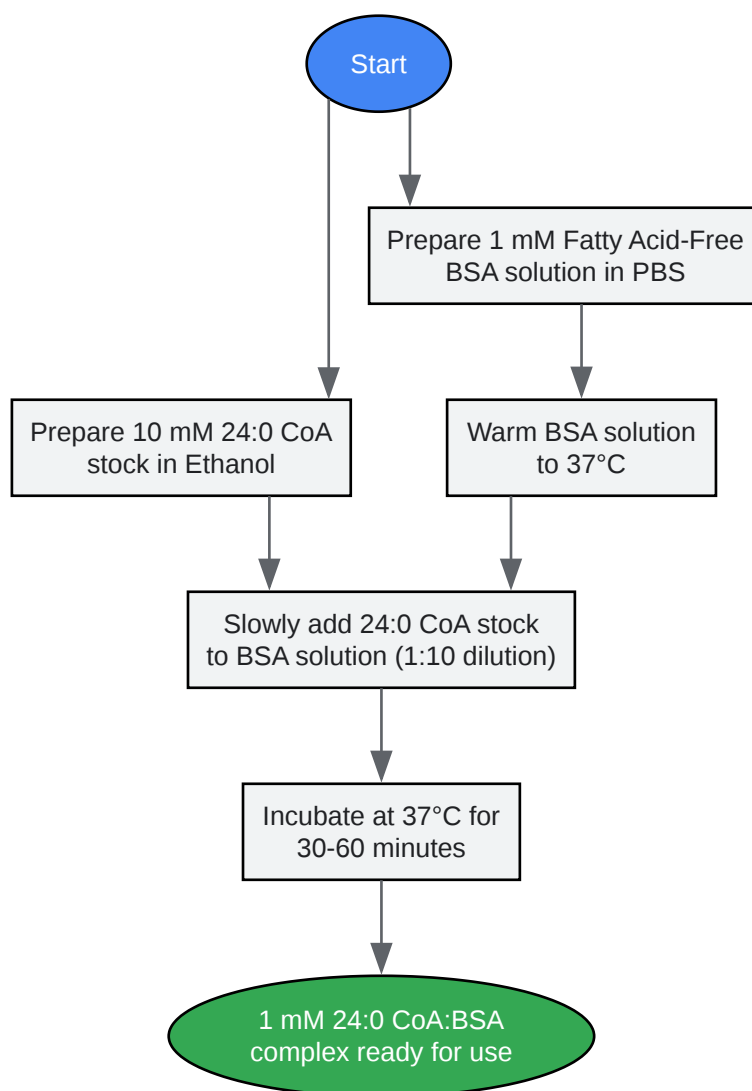 Start
Prepare 1 mM Fatty Acid-Free
BSA solution in PBS
Prepare 10 mM 24:0 CoA
stock in Ethanol
Warm BSA solution
to 37°C
Slowly add 24:0 CoA stock
to BSA solution (1:10 dilution)
Incubate at 37°C for
30-60 minutes
1 mM 24:0 CoA:BSA
complex ready for use